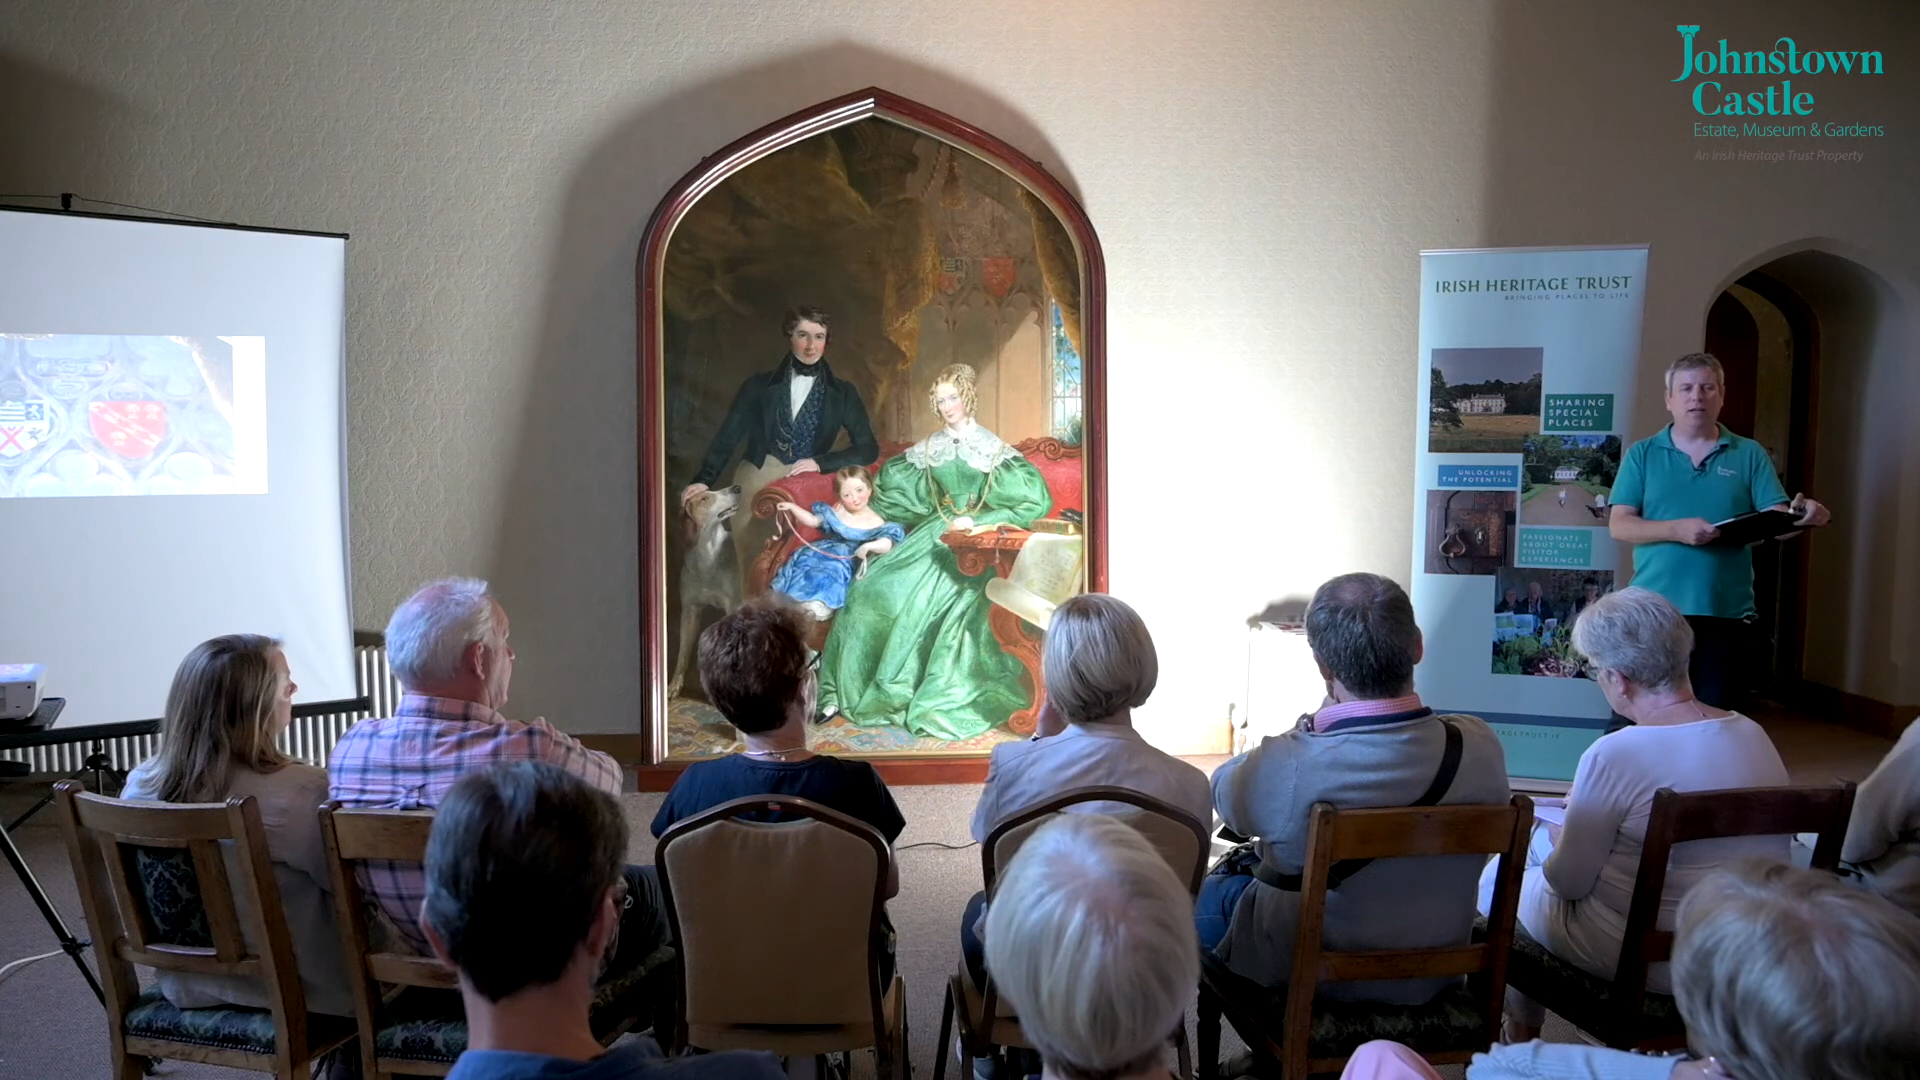 Johnstown
Castle
Estate, Museum & Gardens
An Irish Heritage Trust Property
IRISH HERITAGE TRUST
BRINGING PLACES TO LIFE
SHARING
SPECIAL
PLACES
UNLOCKING
THE POTENTIAL
PASSIONATE
ABOUT GREAT
VISITOR
EXPERIENCES